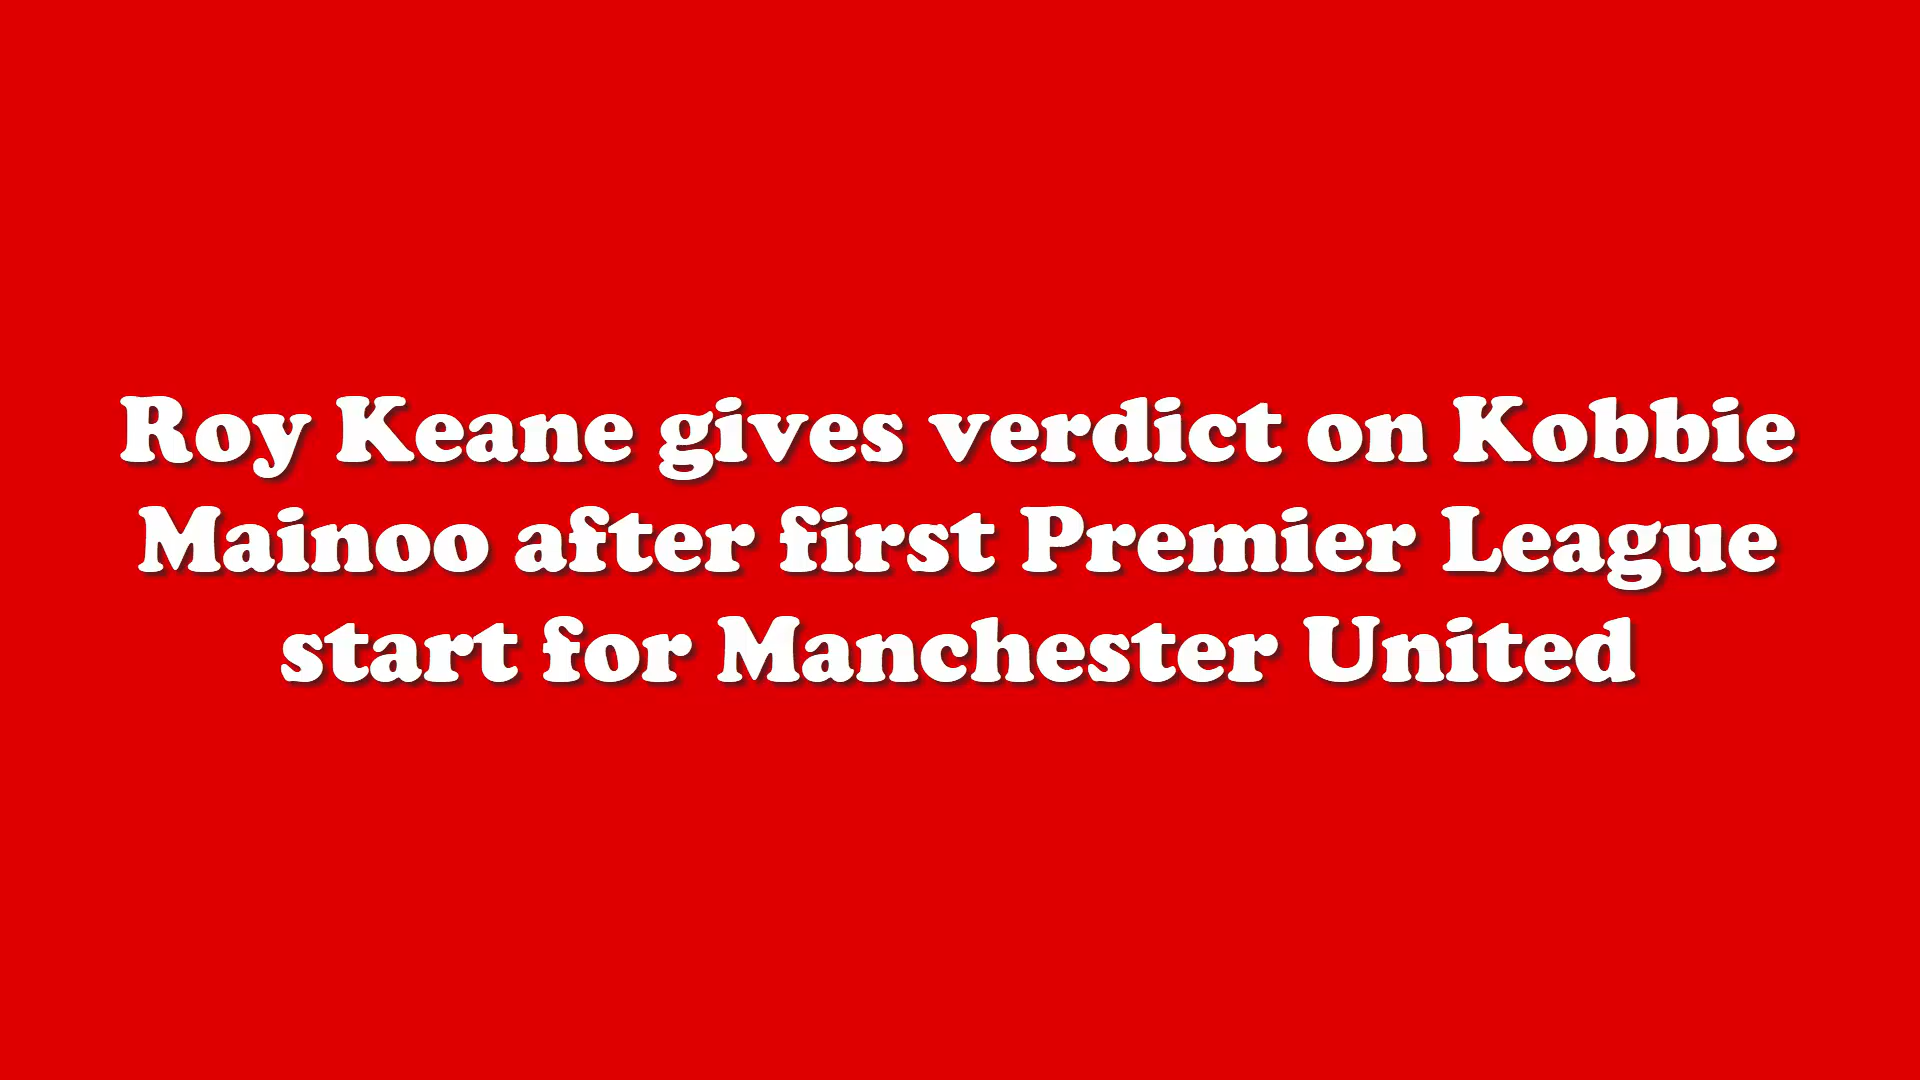 Roy Keane gives verdict on Kobbie
Mainoo after first Premier League
start for Manchester United